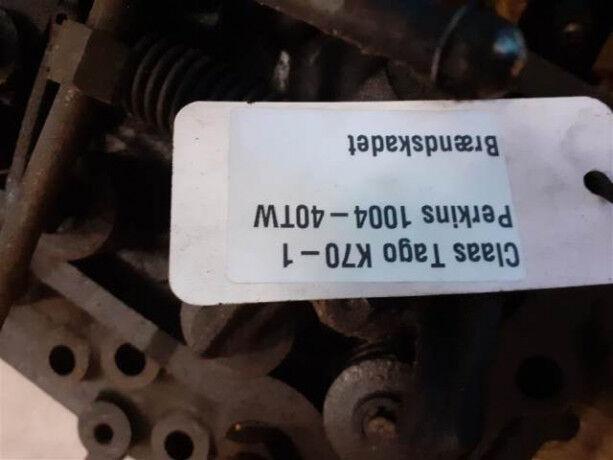 Claas Tago K70-1
Perkins 1004-40TW
Brændskadet